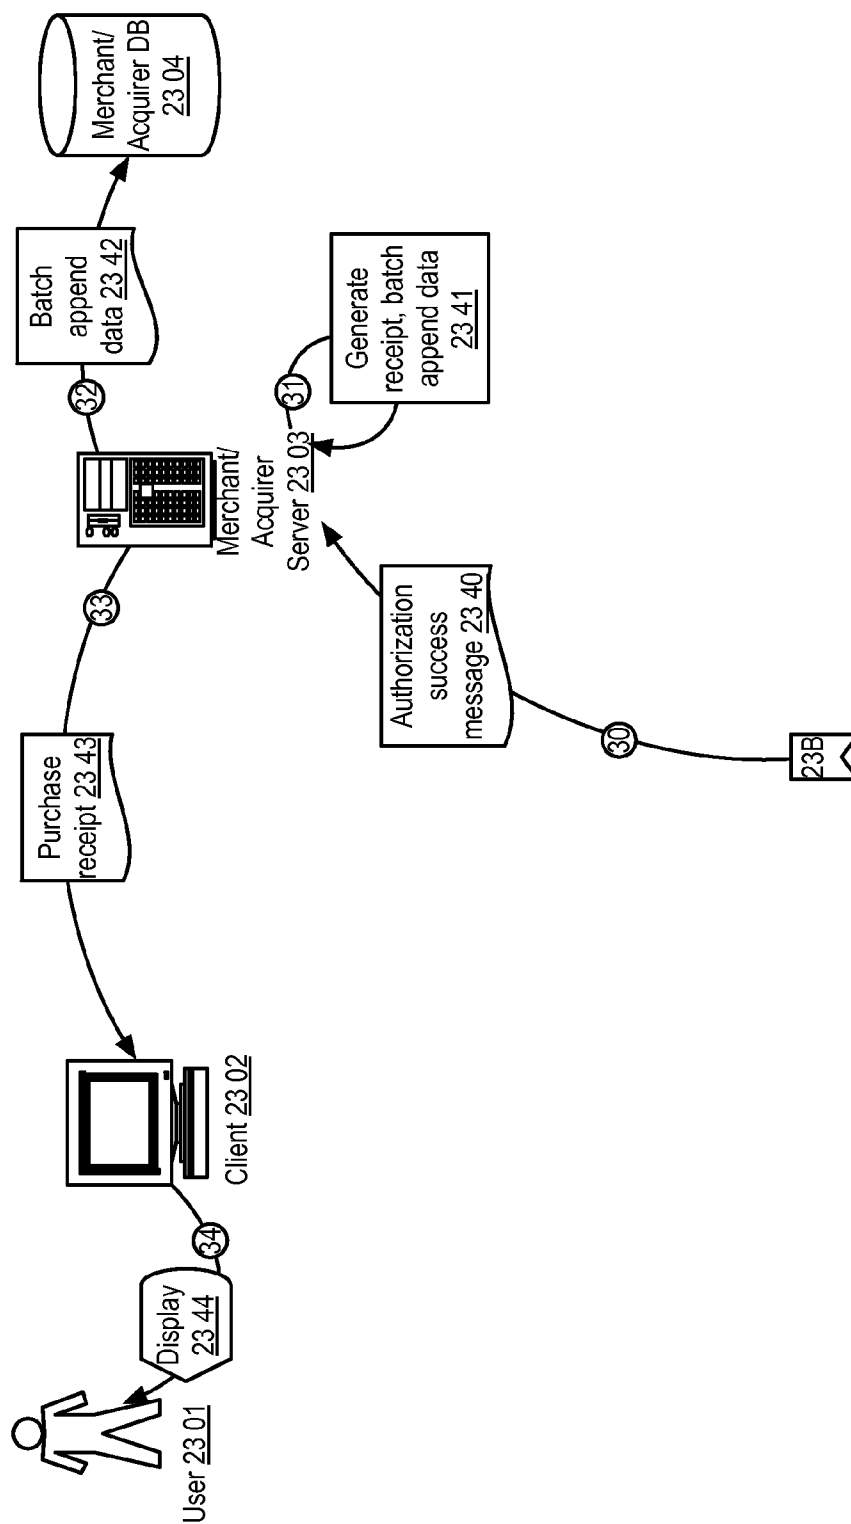 User 23 01
Display
23 44
34
Client 23 02
Purchase
receipt 23 43
33
Merchant/
Acquirer
Server 23 03
32
Batch
append
data 23 42
Merchant/
Acquirer DB
23 04
31
Generate
receipt, batch
append data
23 41
Authorization
success
message 23 40
30
23B